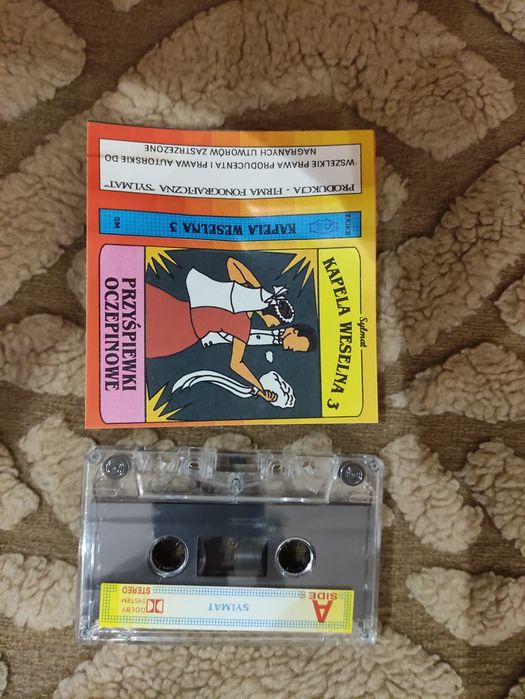 WSZELKIE PRAWA PRODUCENTA I PRAWA AUTORSKIE DO
NAGRANYCH UTWORÓW ZASTRZEŻONE
PRODUKCJA - FIRMA FONOGRAFICZNA "SYLMAT"
KAPELA WESELNA 3
034
Sylmat
KAPELA WESELNA 3
PRZYŚPIEWKI
OCZEPINOWE
A
SIDE
SYLMAT
DOLBY
SYSTEM
STEREO